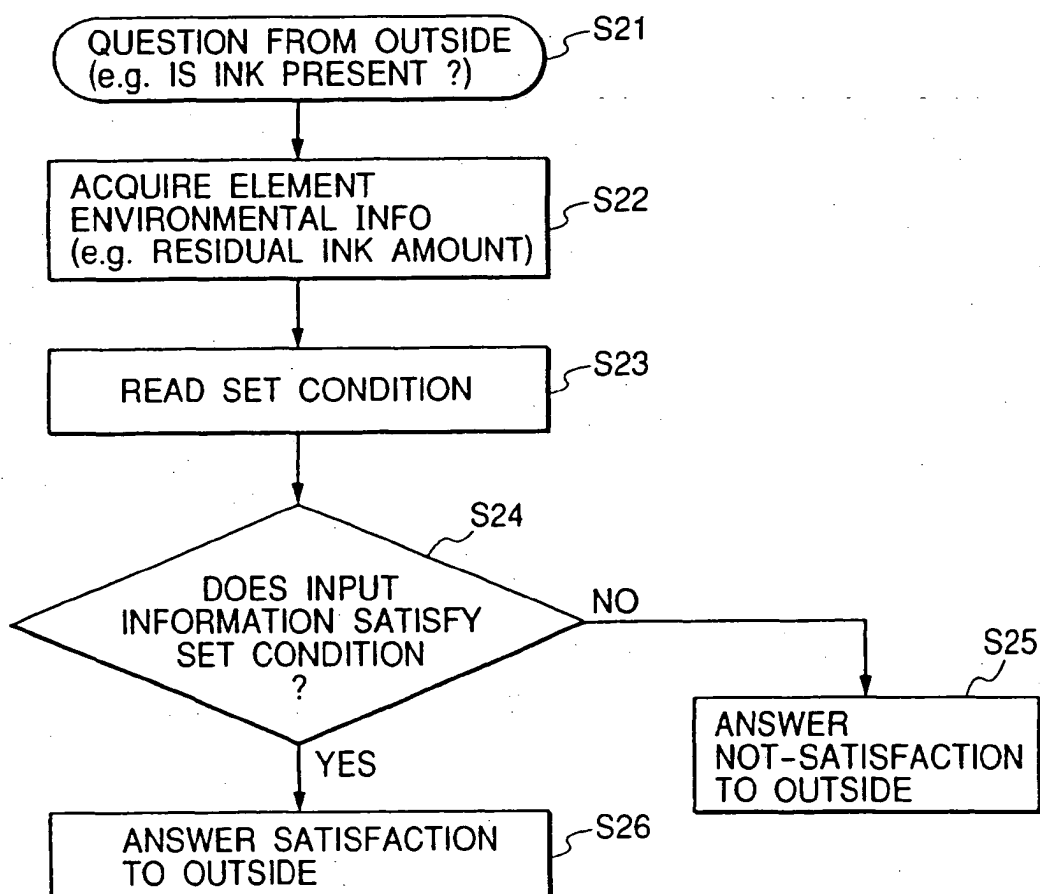 QUESTION FROM OUTSIDE
(e.g. IS INK PRESENT ?)
S21
ACQUIRE ELEMENT
ENVIRONMENTAL INFO
(e.g. RESIDUAL INK AMOUNT)
S22
READ SET CONDITION
S23
S24
DOES INPUT
INFORMATION SATISFY
SET CONDITION
?
NO
YES
S25
ANSWER
NOT-SATISFACTION
TO OUTSIDE
S26
ANSWER SATISFACTION
TO OUTSIDE